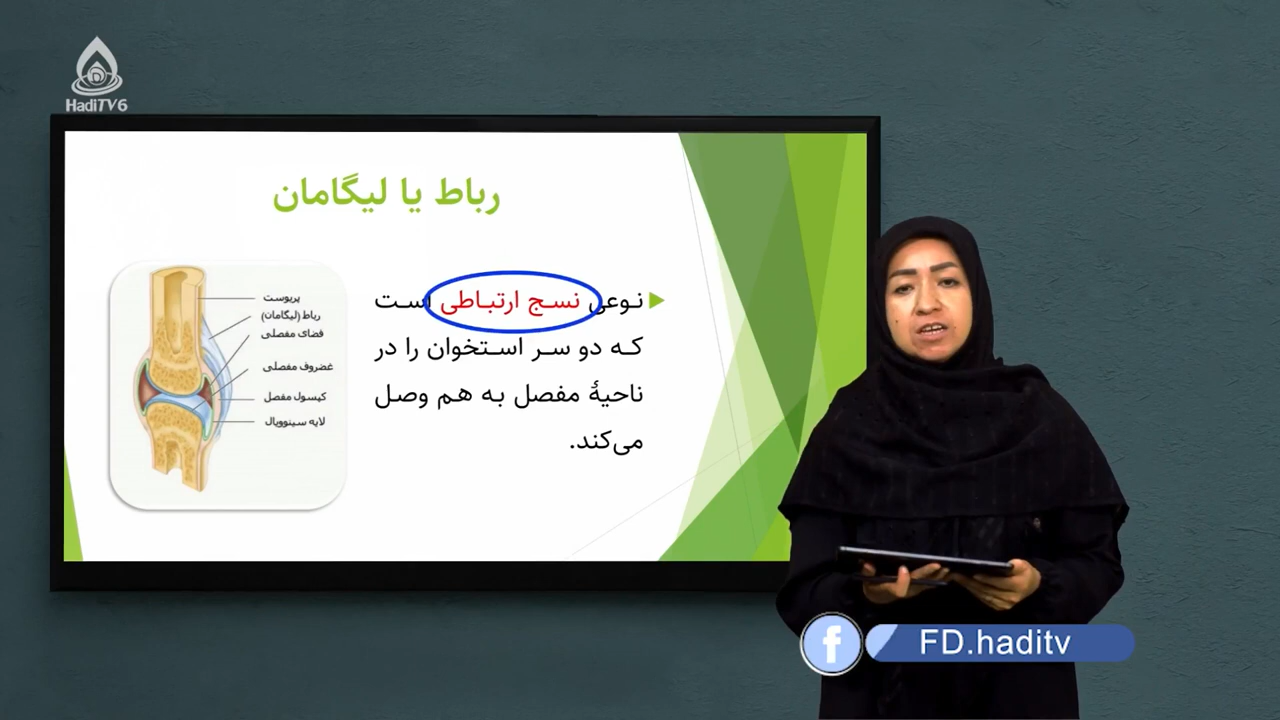 HadiTV6
رباط یا لیگامان
نوعی نسج ارتباطی است
که دو سر استخوان را در
ناحیهٔ مفصل به هم وصل
می‌کند.
پریوست
رباط (لیگامان)
فضای مفصلی
غضروف مفصلی
کپسول مفصل
لایه سینوویال
FD.haditv